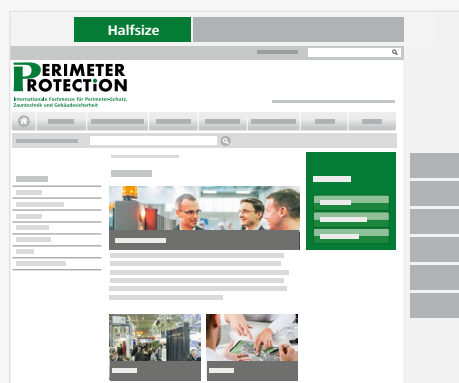 Halfsize
PERIMETER
PROTECTION
Internationale Fachmesse für Perimeter-Schutz,
Zauntechnik und Gebäudesicherheit